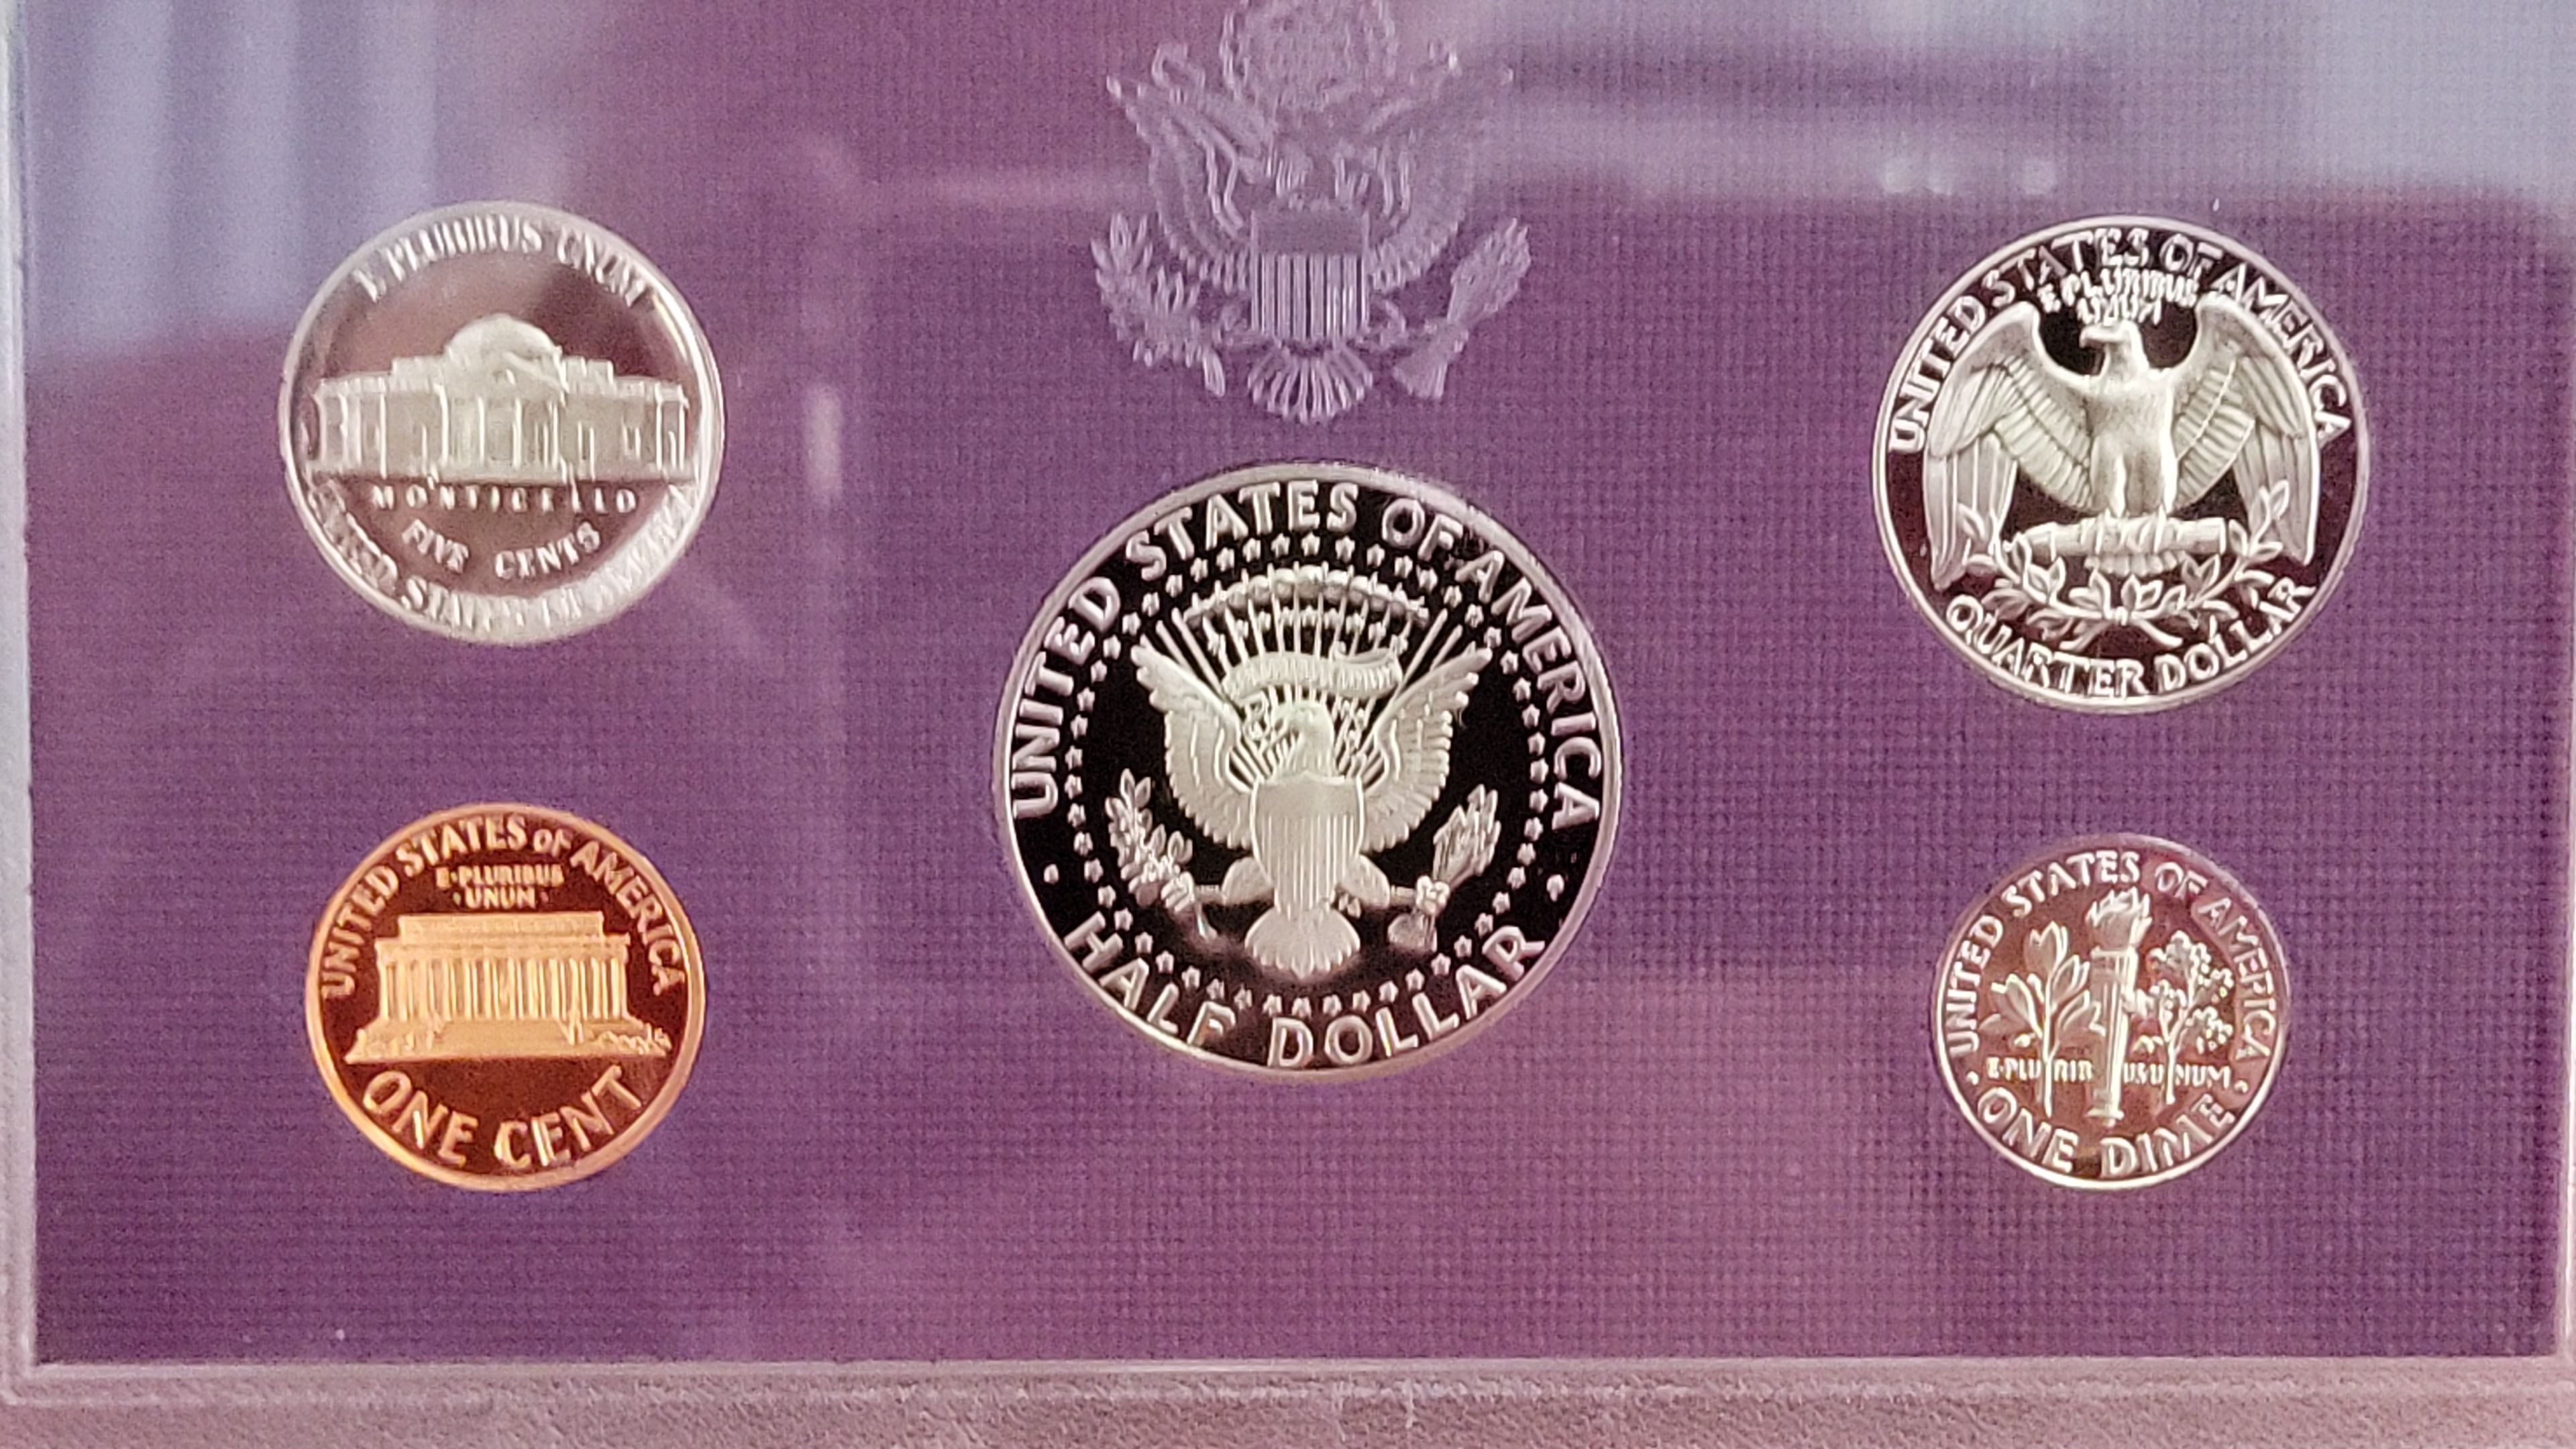 E PLURIBUS UNUM
MONTICELLO
FIVE CENTS
UNITED STATES OF AMERICA
UNITED STATES OF AMERICA
E PLURIBUS
UNUM
QUARTER DOLLAR
UNITED STATES OF AMERICA
HALF DOLLAR
UNITED STATES OF AMERICA
E·PLURIBUS
·UNUM·
ONE CENT
UNITED STATES OF AMERICA
E·PLURIBUS UNUM
· ONE DIME ·